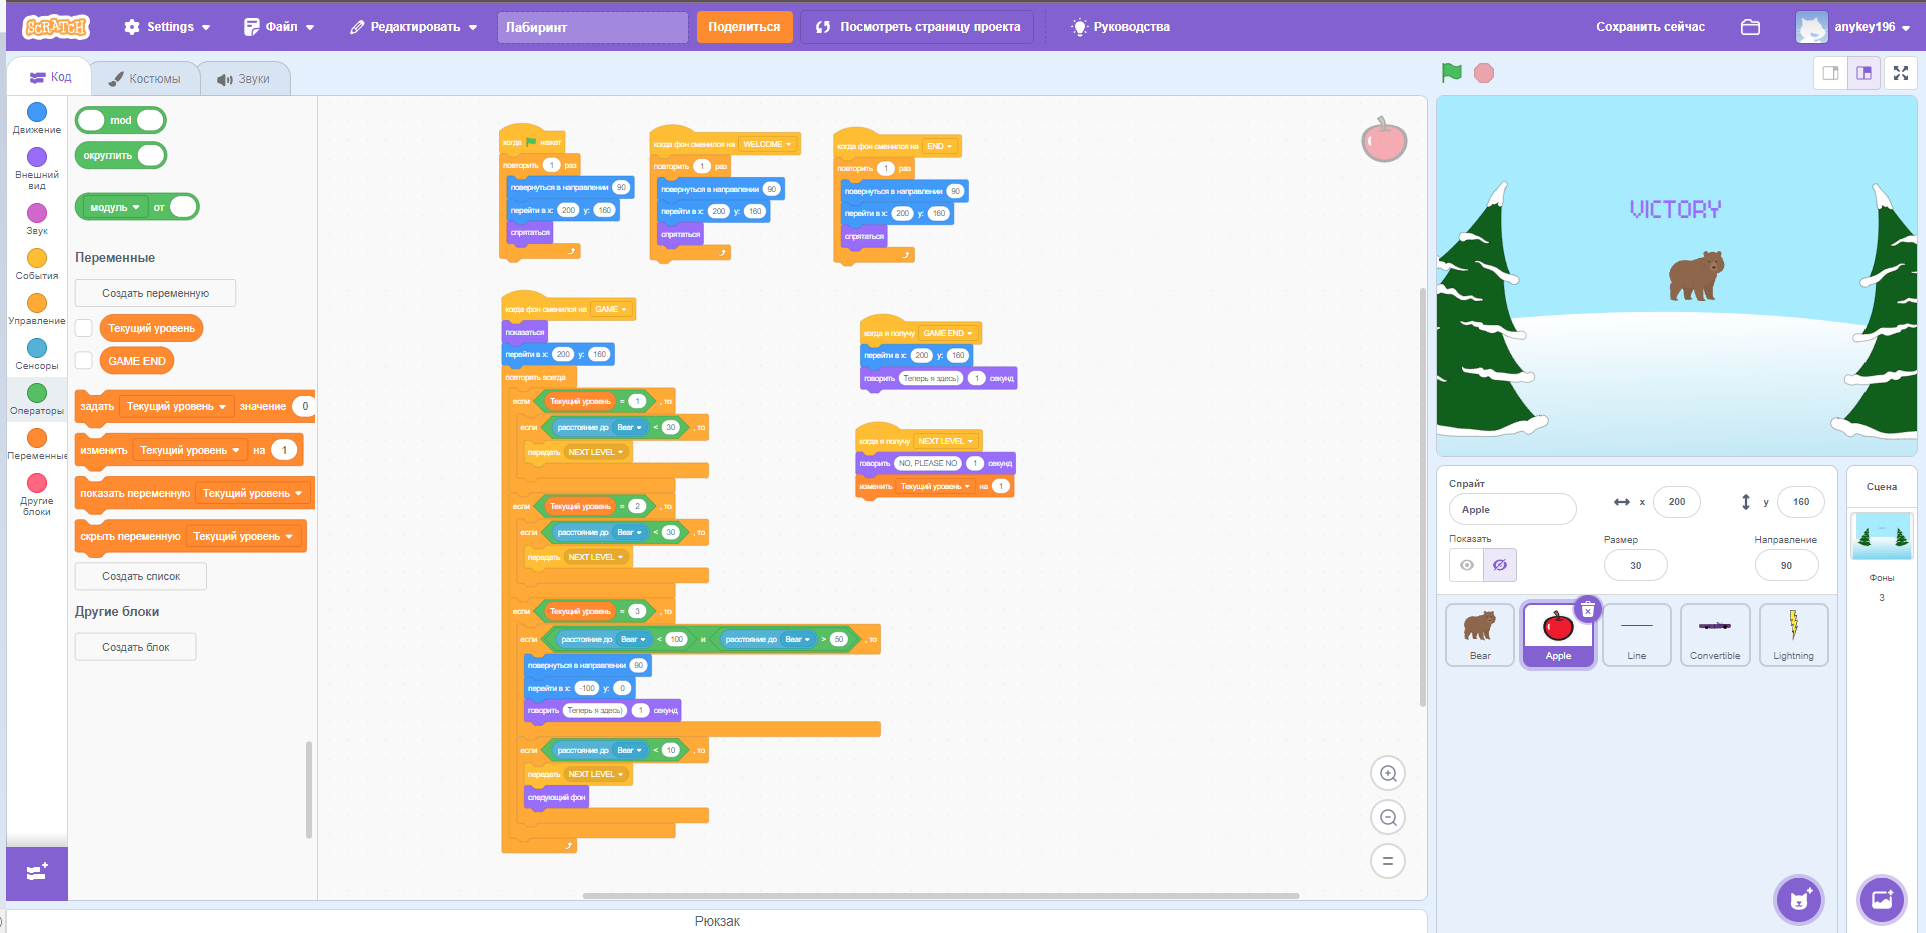 SCRATCH
Settings
Файл
Редактировать
Лабиринт
Поделиться
Посмотреть страницу проекта
Руководства
Сохранить сейчас
anykey196
Код
Костюмы
Звуки
Движение
Внешний
вид
Звук
События
Управление
Сенсоры
Операторы
Переменные
Другие
блоки
mod
округлить
модуль от
Переменные
Создать переменную
Текущий уровень
GAME END
задать Текущий уровень значение 0
изменить Текущий уровень на 1
показать переменную Текущий уровень
скрыть переменную Текущий уровень
Создать список
Другие блоки
Создать блок
когда нажат
повторить 1 раз
повернуться в направлении 90
перейти в x: 200 y: 160
спрятаться
когда фон сменился на WELCOME
повторить 1 раз
повернуться в направлении 90
перейти в x: 200 y: 160
спрятаться
когда фон сменился на END
повторить 1 раз
повернуться в направлении 90
перейти в x: 200 y: 160
спрятаться
когда фон сменился на GAME
показаться
перейти в x: 200 y: 160
повторять всегда
если Текущий уровень = 1 , то
если расстояние до Bear < 30 , то
передать NEXT LEVEL
если Текущий уровень = 2 , то
если расстояние до Bear < 30 , то
передать NEXT LEVEL
если Текущий уровень = 3 , то
если расстояние до Bear < 100 и расстояние до Bear > 50 , то
повернуться в направлении 90
перейти в x: -100 y: 0
говорить Теперь я здесь) 1 секунд
если расстояние до Bear < 10 , то
передать NEXT LEVEL
следующий фон
когда я получу GAME END
перейти в x: 200 y: 160
говорить Теперь я здесь) 1 секунд
когда я получу NEXT LEVEL
говорить NO, PLEASE NO 1 секунд
изменить Текущий уровень на 1
VICTORY
Спрайт
Apple
x 200
y 160
Показать
Размер
30
Направление
90
Bear
Apple
Line
Convertible
Lightning
Сцена
Фоны
3
Рюкзак